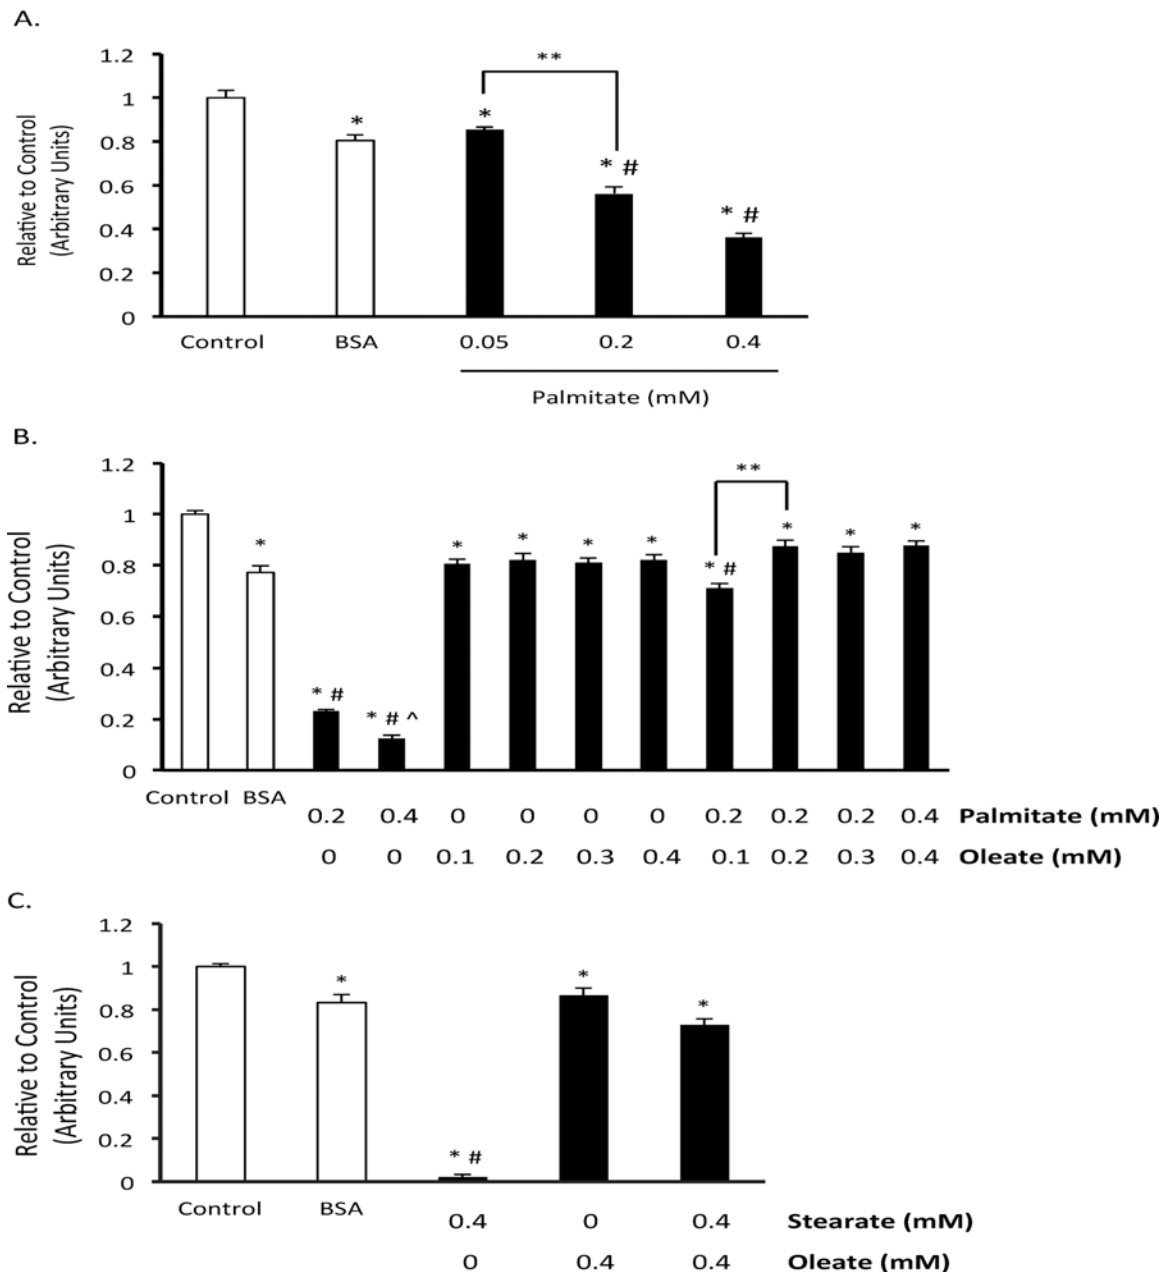 A.
Relative to Control
(Arbitrary Units)
1.2
1
0.8
0.6
0.4
0.2
0
**
*
*
* #
* #
Control BSA 0.05 0.2 0.4
Palmitate (mM)
B.
Relative to Control
(Arbitrary Units)
1.2
1
0.8
0.6
0.4
0.2
0
**
*
* #
* # ^
*
*
*
*
* #
*
*
*
Control BSA
0.2 0.4 0 0 0 0 0.2 0.2 0.2 0.4 Palmitate (mM)
0 0 0.1 0.2 0.3 0.4 0.1 0.2 0.3 0.4 Oleate (mM)
C.
Relative to Control
(Arbitrary Units)
1.2
1
0.8
0.6
0.4
0.2
0
*
* #
*
*
Control BSA
0.4 0 0.4 Stearate (mM)
0 0.4 0.4 Oleate (mM)